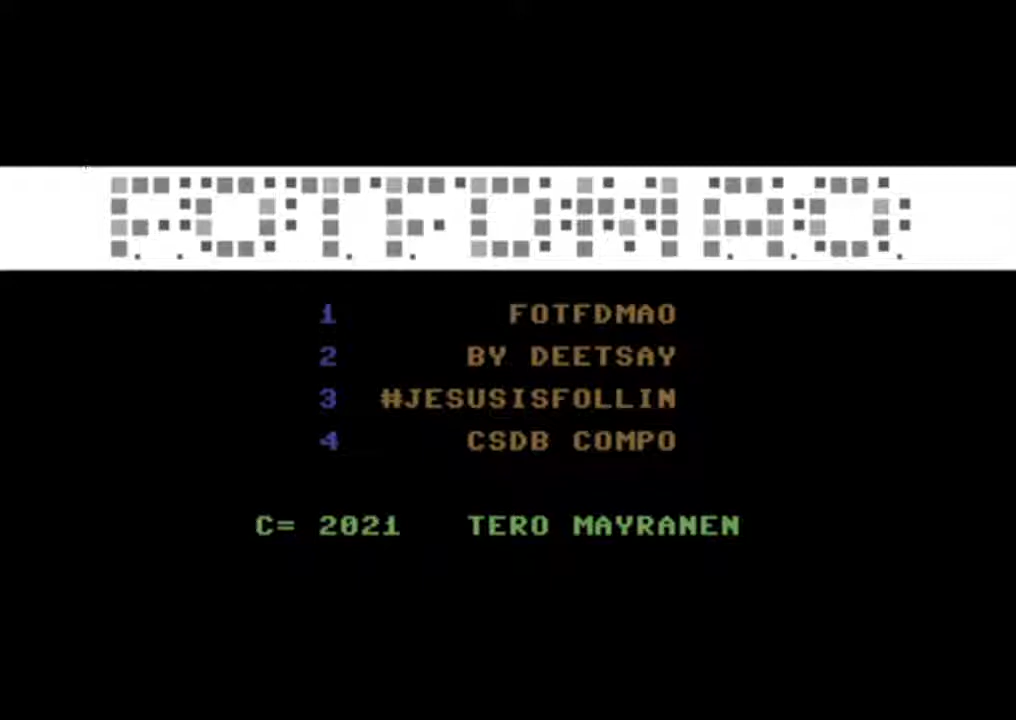 FOTFDMAO
1 FOTFDMAO
2 BY DEETSAY
3 #JESUSISFOLLIN
4 CSDB COMPO
C= 2021 TERO MAYRANEN